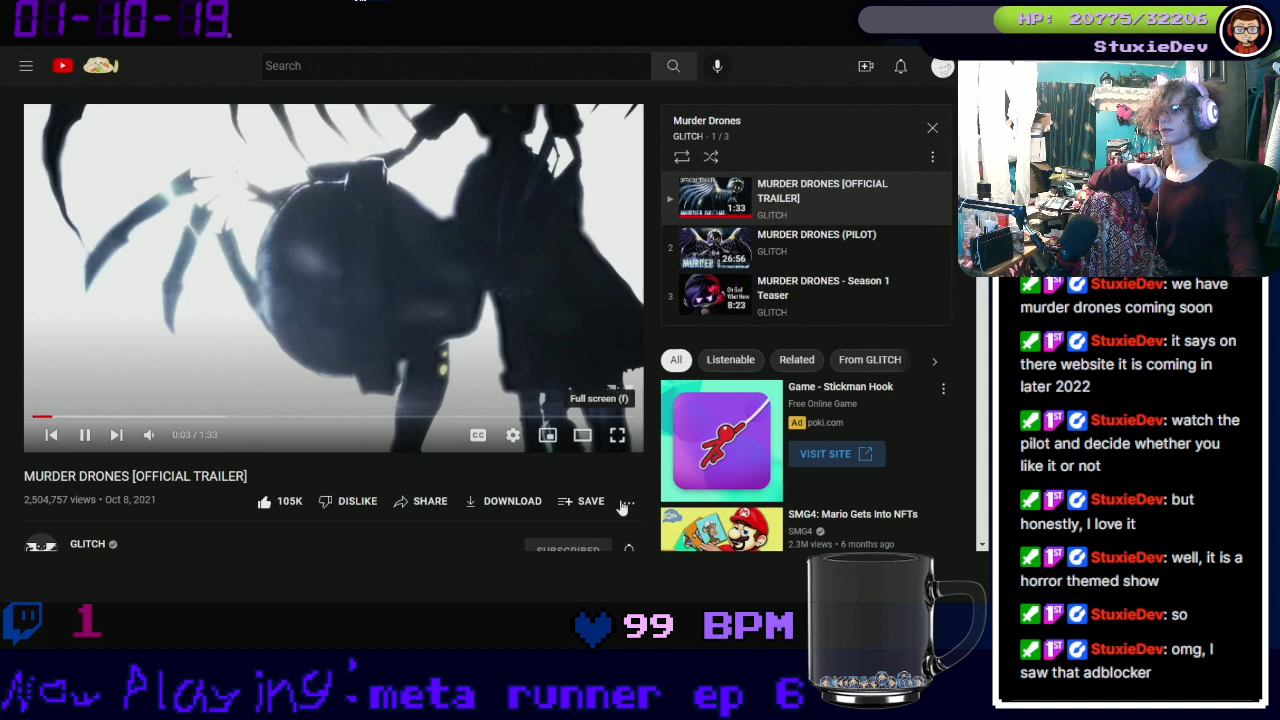 01-10-19.
HP: 20775/32206
StuxieDev
Search
Murder Drones
GLITCH - 1 / 3
1:33
MURDER DRONES [OFFICIAL
TRAILER]
GLITCH
2
26:56
MURDER DRONES (PILOT)
GLITCH
3
8:23
MURDER DRONES - Season 1
Teaser
GLITCH
All
Listenable
Related
From GLITCH
Full screen (f)
0:03 / 1:33
CC
Game - Stickman Hook
Free Online Game
Ad poki.com
VISIT SITE
MURDER DRONES [OFFICIAL TRAILER]
2,504,757 views • Oct 8, 2021
105K
DISLIKE
SHARE
DOWNLOAD
SAVE
SMG4: Mario Gets Into NFTs
SMG4
2.3M views • 6 months ago
GLITCH
SUBSCRIBED
StuxieDev: we have
murder drones coming soon
StuxieDev: it says on
there website it is coming in
later 2022
StuxieDev: watch the
pilot and decide whether you
like it or not
StuxieDev: but
honestly, I love it
StuxieDev: well, it is a
horror themed show
StuxieDev: so
StuxieDev: omg, I
saw that adblocker
1
99 BPM
Now Playing: meta runner ep 6